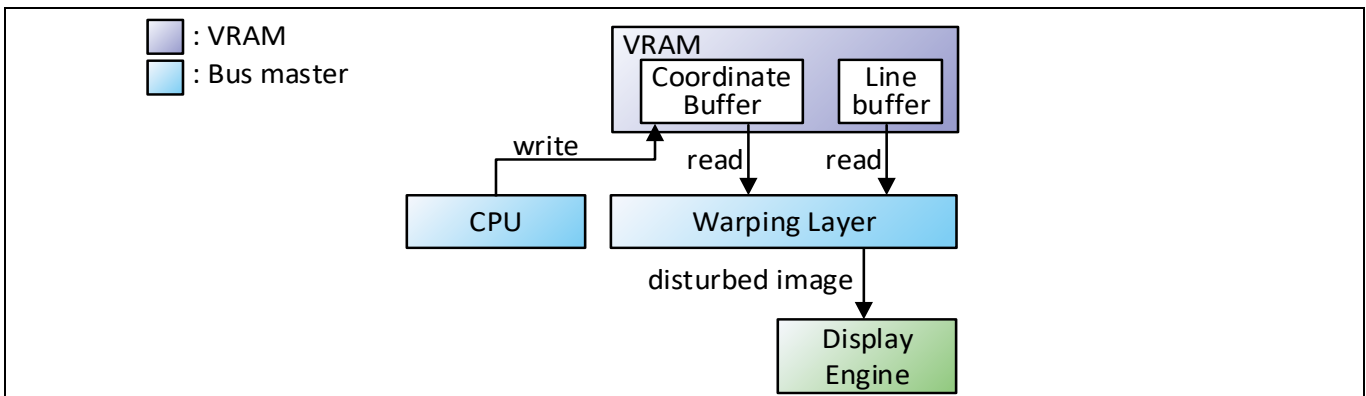 : VRAM
: Bus master
VRAM
Coordinate
Buffer
Line
buffer
write
read
read
CPU
Warping Layer
disturbed image
Display
Engine